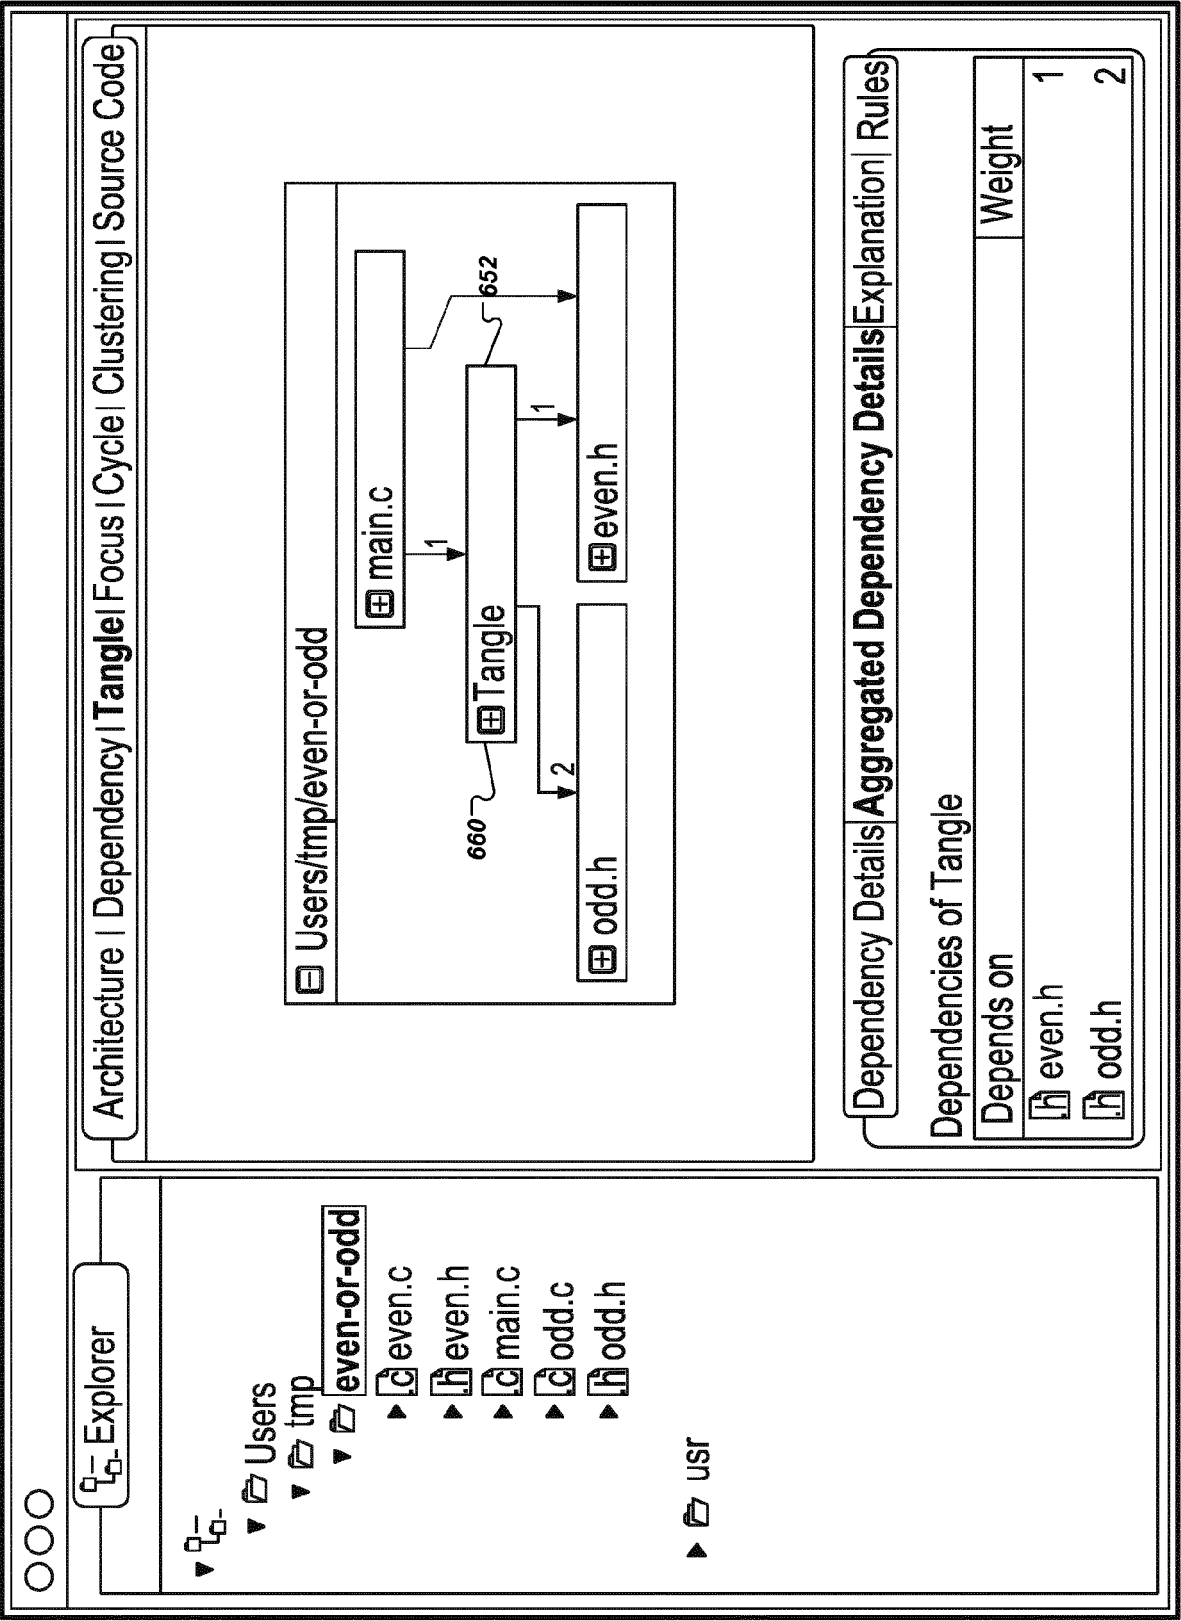 Explorer
Users
tmp
even-or-odd
.c even.c
.h even.h
.c main.c
.c odd.c
.h odd.h
usr
Architecture | Dependency | Tangle | Focus | Cycle | Clustering | Source Code
Users/tmp/even-or-odd
main.c
1
652
660
Tangle
2
1
odd.h
even.h
Dependency Details | Aggregated Dependency Details | Explanation | Rules
Dependencies of Tangle
Depends on Weight
.h even.h 1
.h odd.h 2